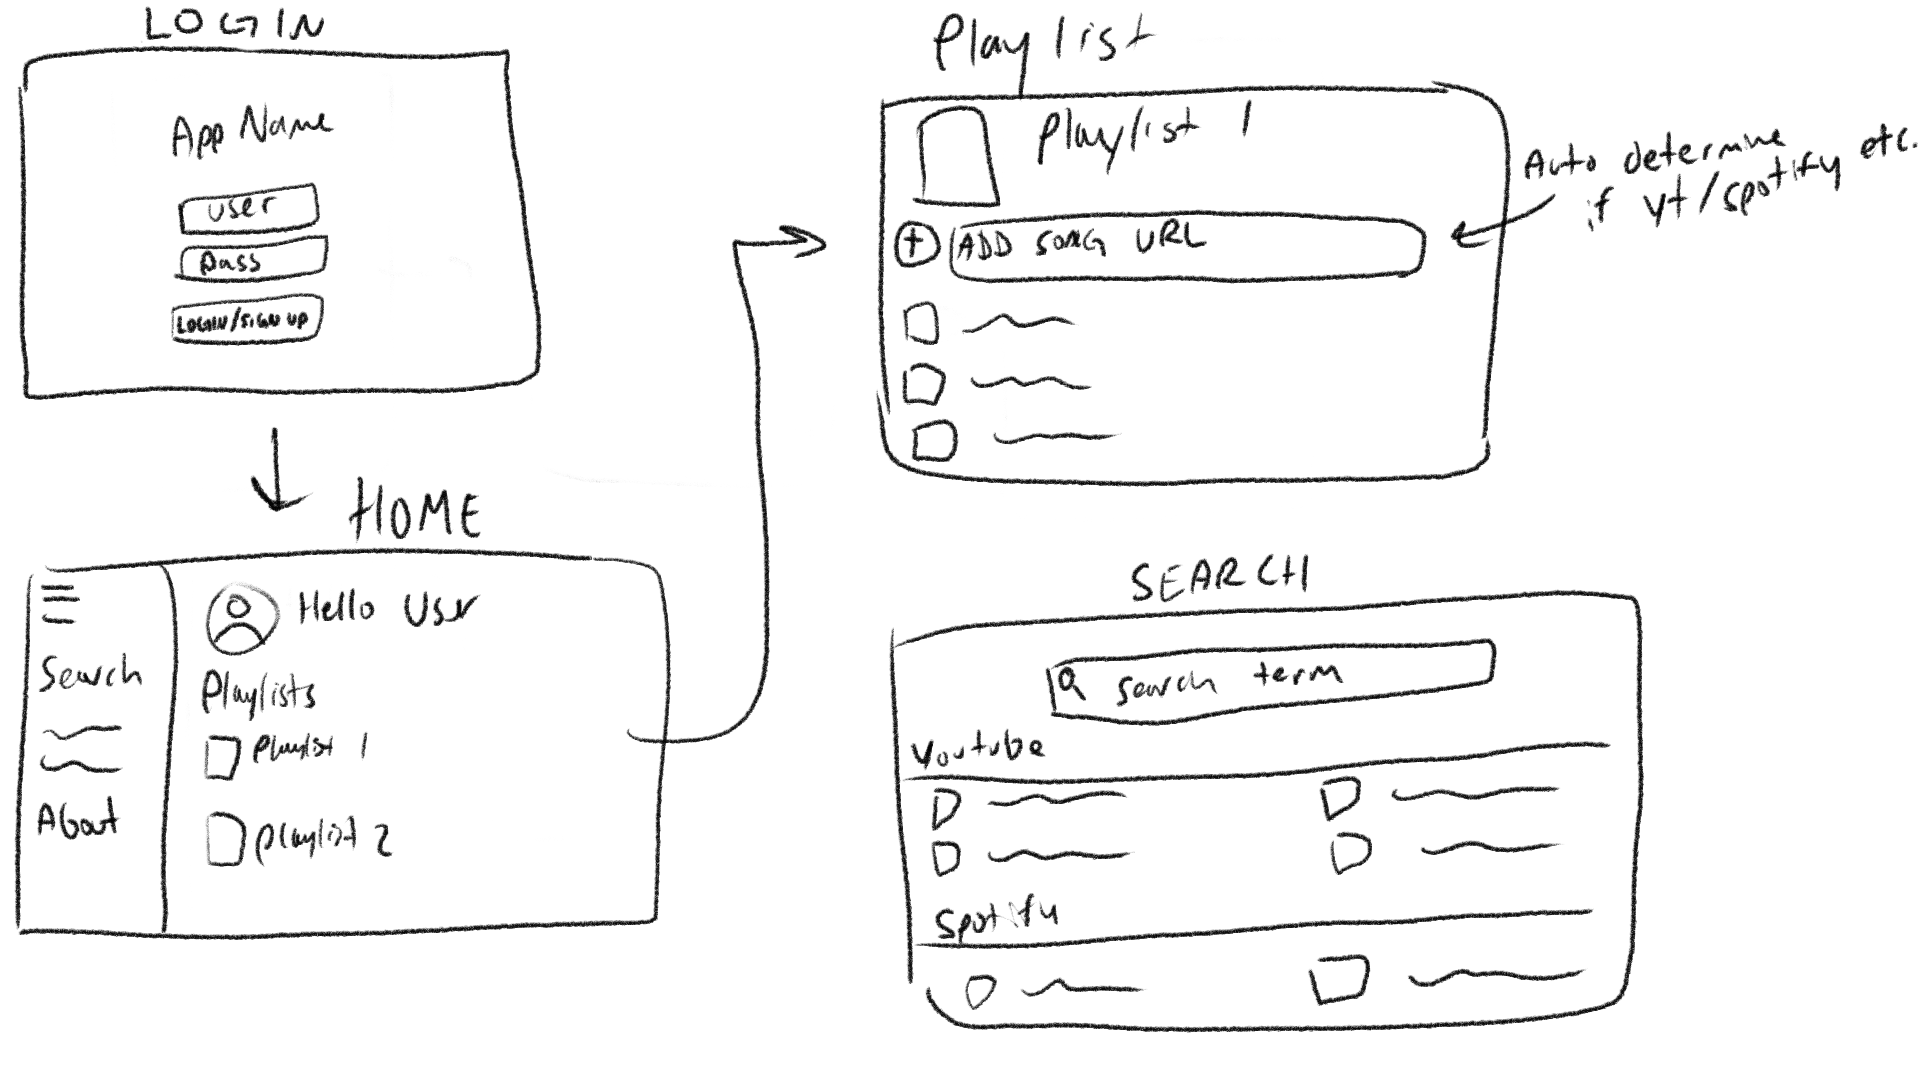 LOGIN
App Name
user
pass
LOGIN/SIGN UP
HOME
Search
About
Hello User
Playlists
Playlist 1
Playlist 2
Playlist
Playlist 1
+
ADD SONG URL
Auto determine
if yt/spotify etc.
SEARCH
search term
Youtube
Spotify